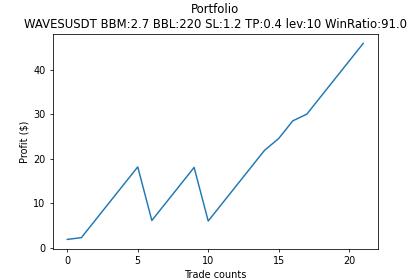 Portfolio
WAVESUSDT BBM:2.7 BBL:220 SL:1.2 TP:0.4 lev:10 WinRatio:91.0
40
30
20
10
0
Profit ($)
0 5 10 15 20
Trade counts